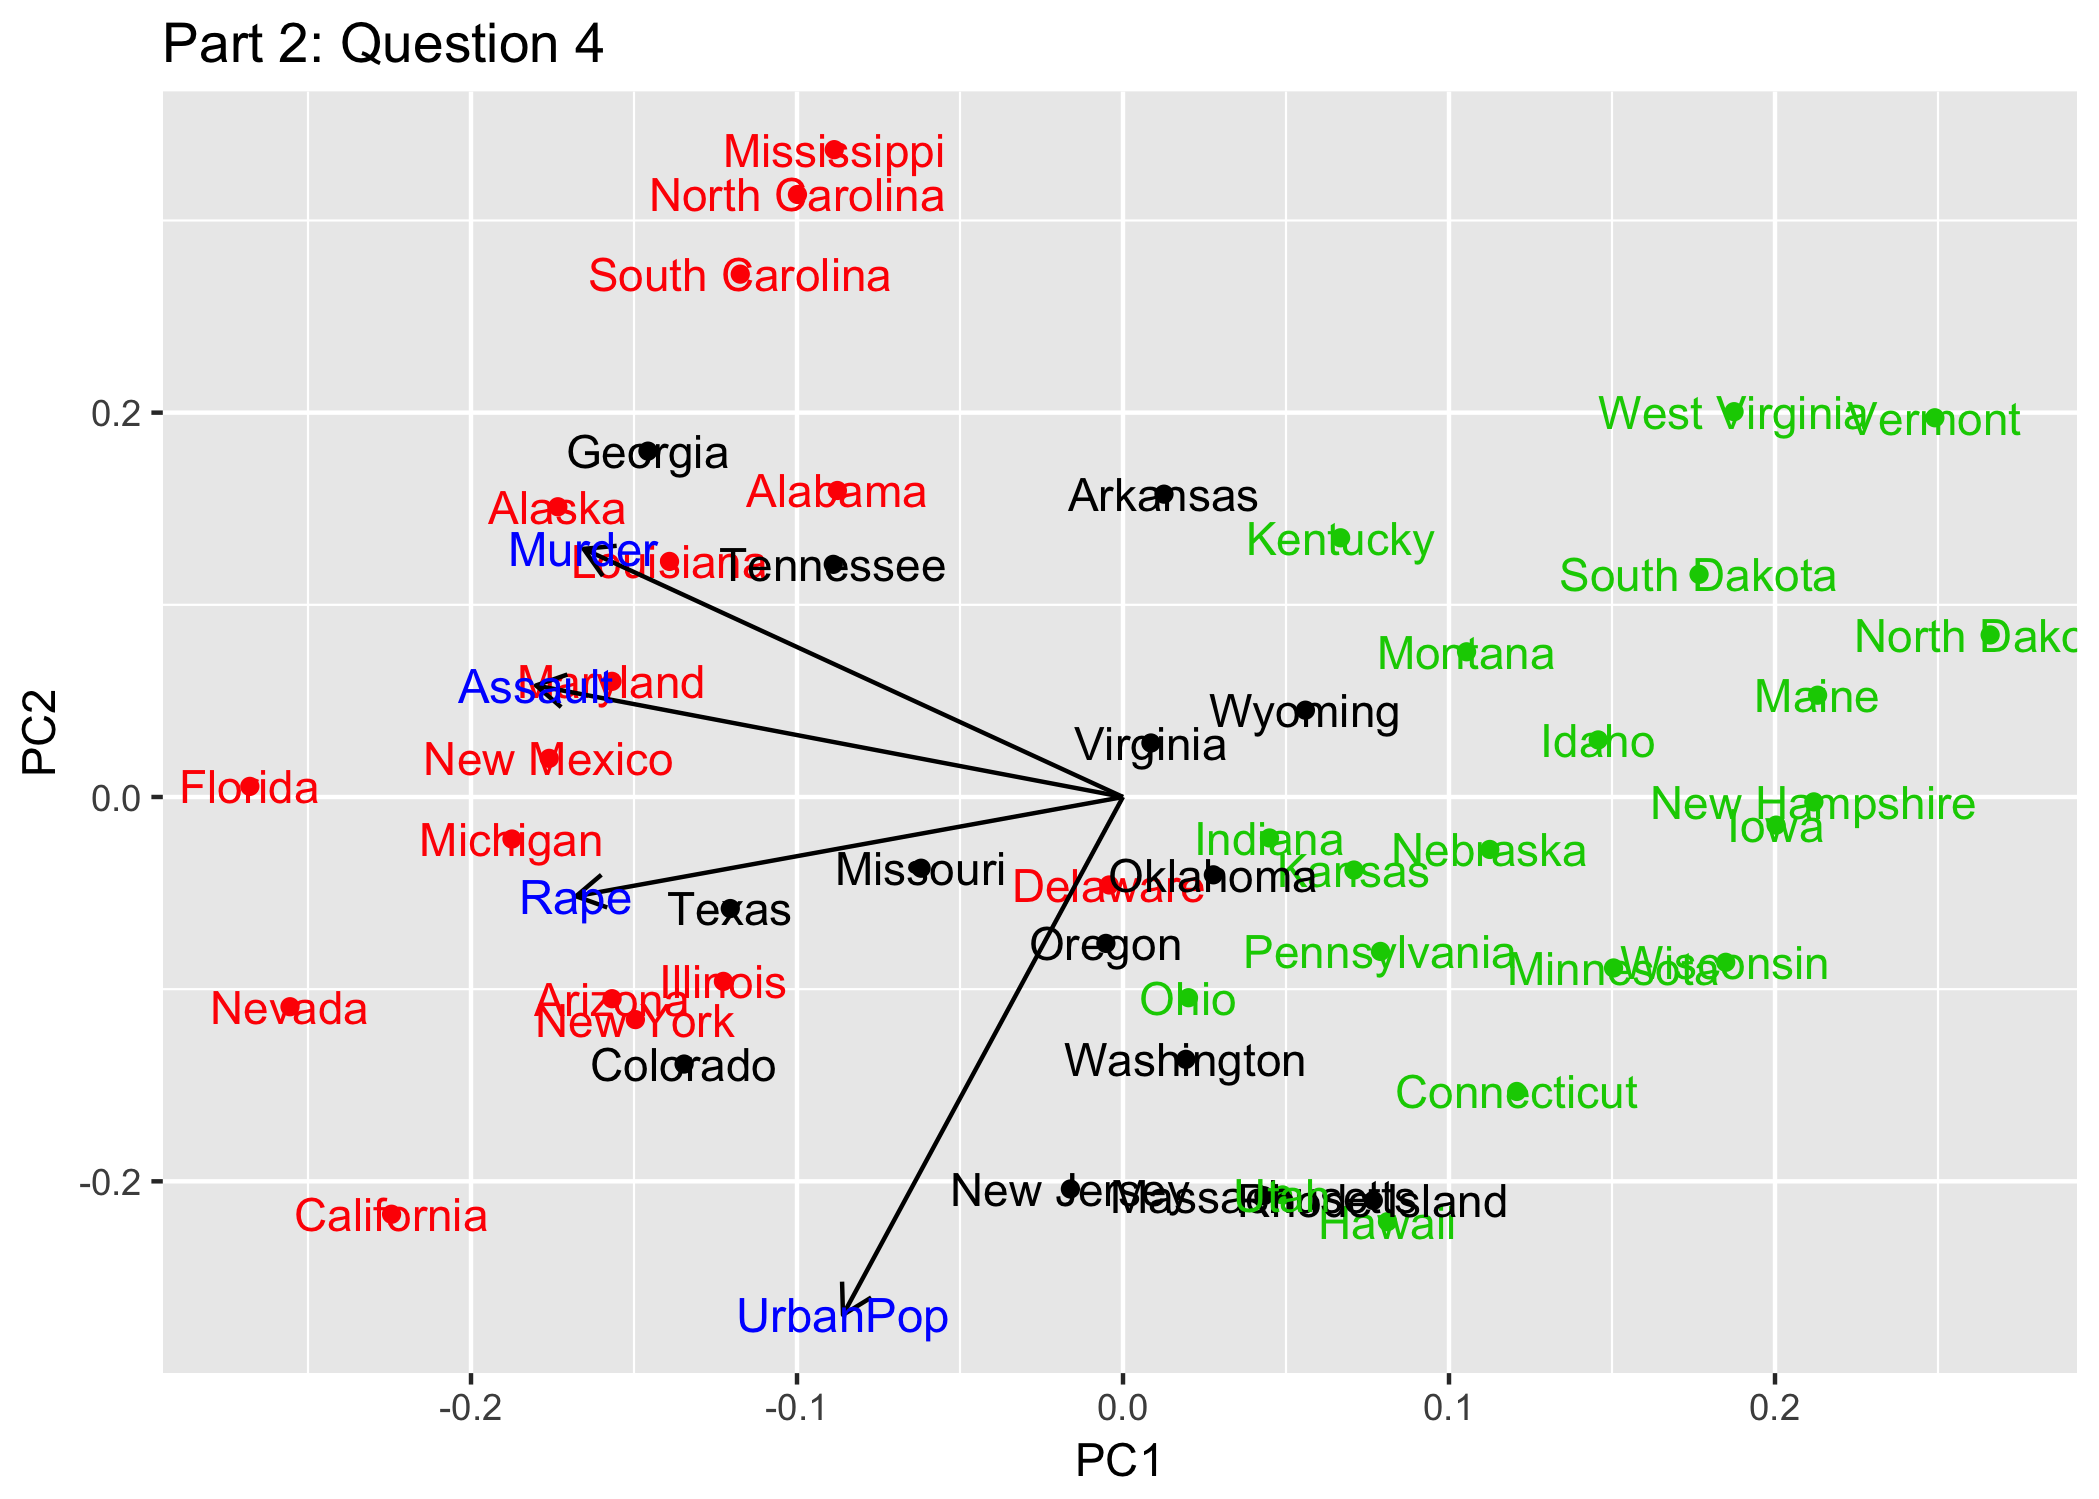 Part 2: Question 4
Mississippi
North Carolina
South Carolina
West Virginia
Vermont
0.2
Georgia
Alabama
Arkansas
Alaska
Kentucky
Murder
Louisiana
Tennessee
South Dakota
North Dako
Montana
Assault
Maryland
Maine
Wyoming
Virginia
Idaho
PC2
New Mexico
Florida
0.0
New Hampshire
Iowa
Michigan
Indiana
Nebraska
Missouri
Delaware
Oklahoma
Kansas
Rape
Texas
Oregon
Pennsylvania
Minnesota
Wisconsin
Illinois
Arizona
Nevada
Ohio
New York
Colorado
Washington
Connecticut
-0.2
New Jersey
Massachusetts
Utah
Rhode Island
California
Hawaii
UrbanPop
-0.2
-0.1
0.0
0.1
0.2
PC1